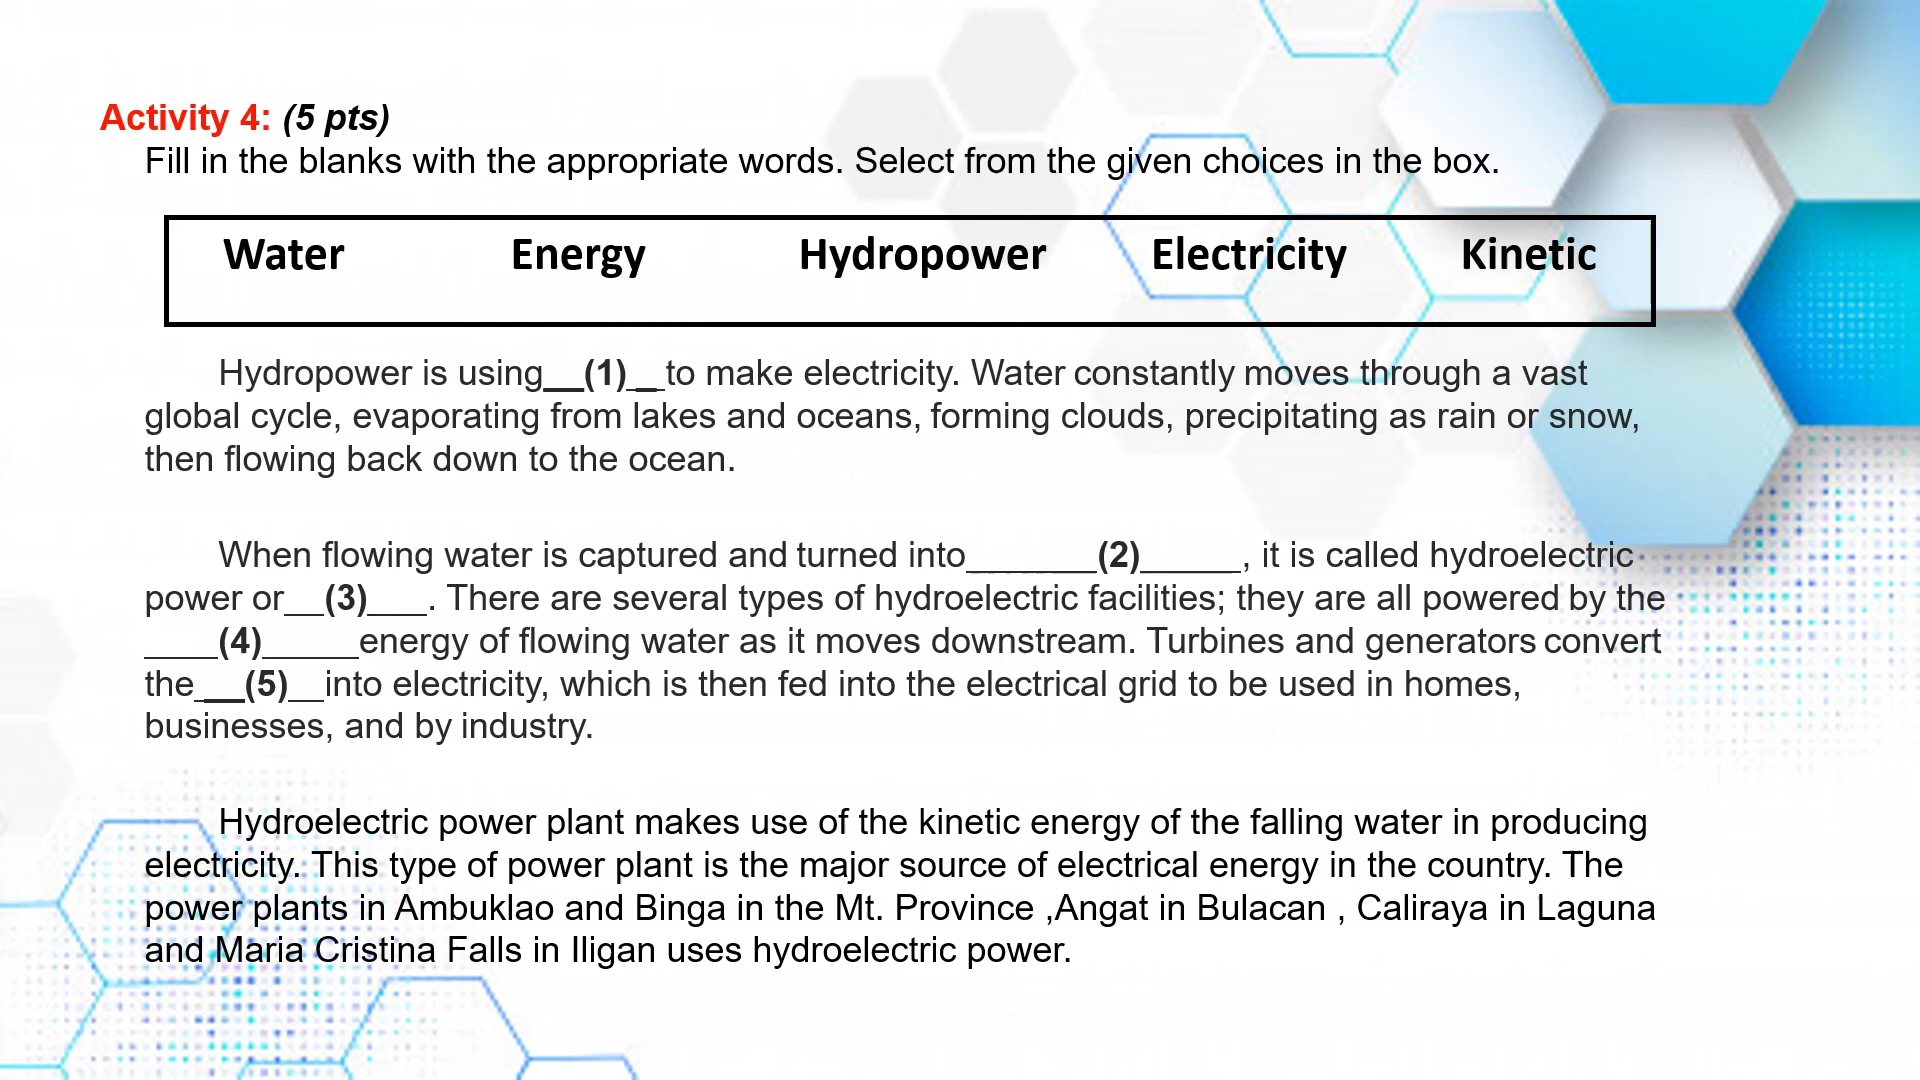 Activity 4: (5 pts)
Fill in the blanks with the appropriate words. Select from the given choices in the box.
Water Energy Hydropower Electricity Kinetic
Hydropower is using__(1)_ _to make electricity. Water constantly moves through a vast
global cycle, evaporating from lakes and oceans, forming clouds, precipitating as rain or snow,
then flowing back down to the ocean.
When flowing water is captured and turned into_______(2)_____, it is called hydroelectric
power or__(3)___. There are several types of hydroelectric facilities; they are all powered by the
____(4)_____energy of flowing water as it moves downstream. Turbines and generators convert
the___(5)__into electricity, which is then fed into the electrical grid to be used in homes,
businesses, and by industry.
Hydroelectric power plant makes use of the kinetic energy of the falling water in producing
electricity. This type of power plant is the major source of electrical energy in the country. The
power plants in Ambuklao and Binga in the Mt. Province ,Angat in Bulacan , Caliraya in Laguna
and Maria Cristina Falls in Iligan uses hydroelectric power.